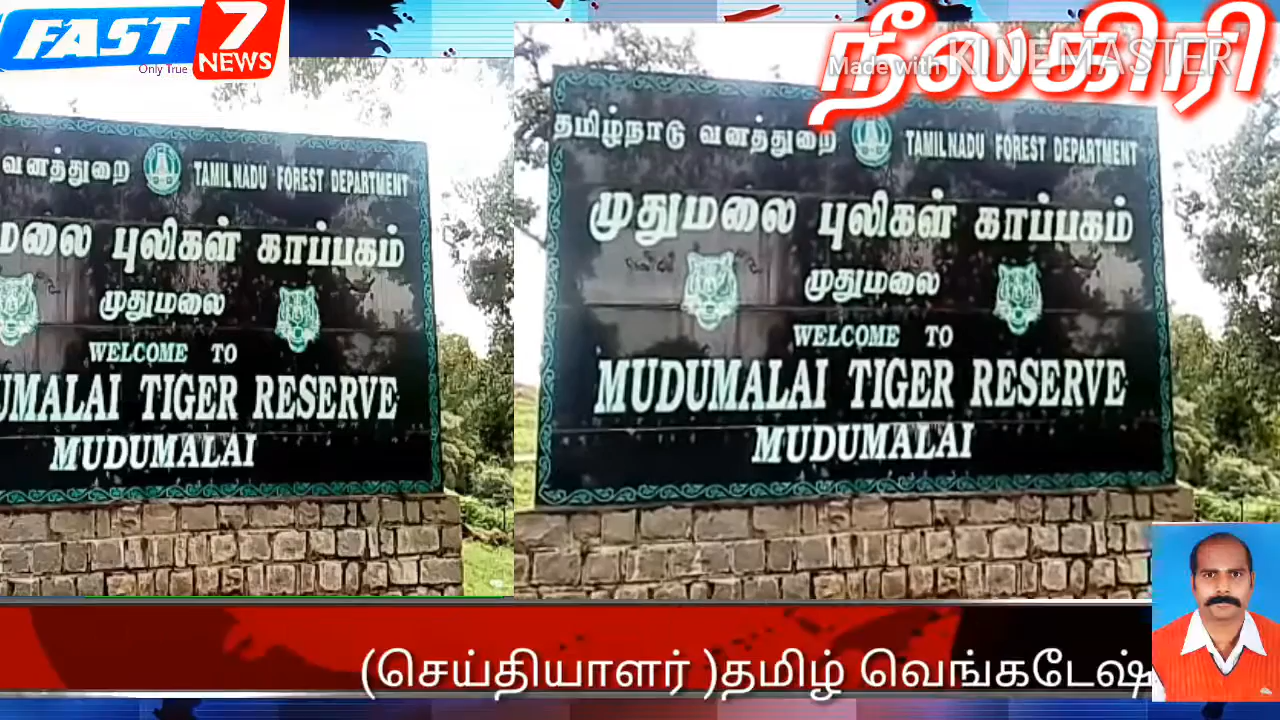 FAST 7
NEWS
Only True
நீலகிரி
Made with KINEMASTER
வனத்துறை TAMILNADU FOREST DEPARTMENT
மலை புலிகள் காப்பகம்
முதுமலை
WELCOME TO
UMALAI TIGER RESERVE
MUDUMALAI
தமிழ்நாடு வனத்துறை TAMILNADU FOREST DEPARTMENT
முதுமலை புலிகள் காப்பகம்
முதுமலை
WELCOME TO
MUDUMALAI TIGER RESERVE
MUDUMALAI
(செய்தியாளர் )தமிழ் வெங்கடேஷ்